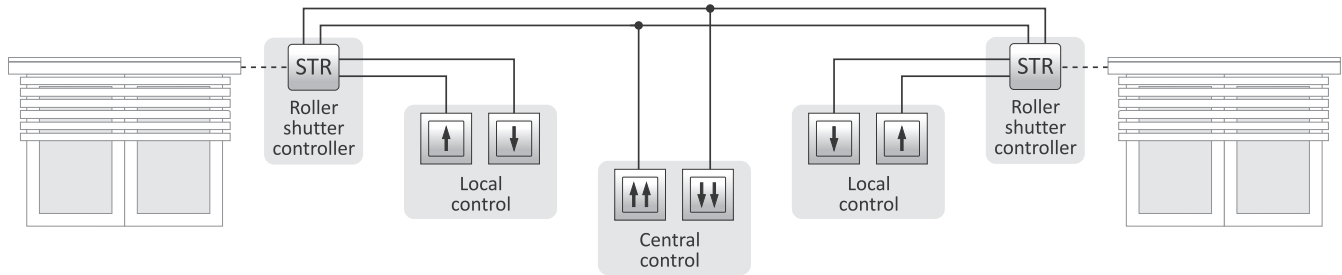 STR
Roller
shutter
controller
Local
control
Central
control
Local
control
STR
Roller
shutter
controller